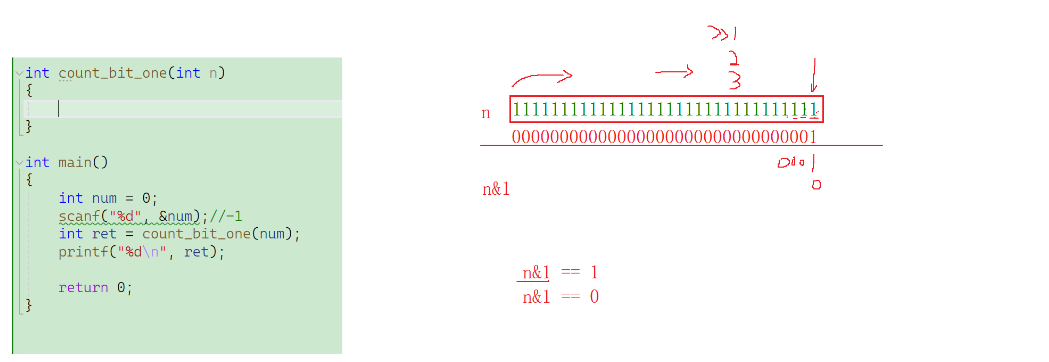 int count_bit_one(int n)
{
}
int main()
{
int num = 0;
scanf("%d", &num);//-1
int ret = count_bit_one(num);
printf("%d\n", ret);
return 0;
}
>>1
2
3
n 11111111111111111111111111111111
00000000000000000000000000000001
0001
0
n&1
n&1 == 1
n&1 == 0